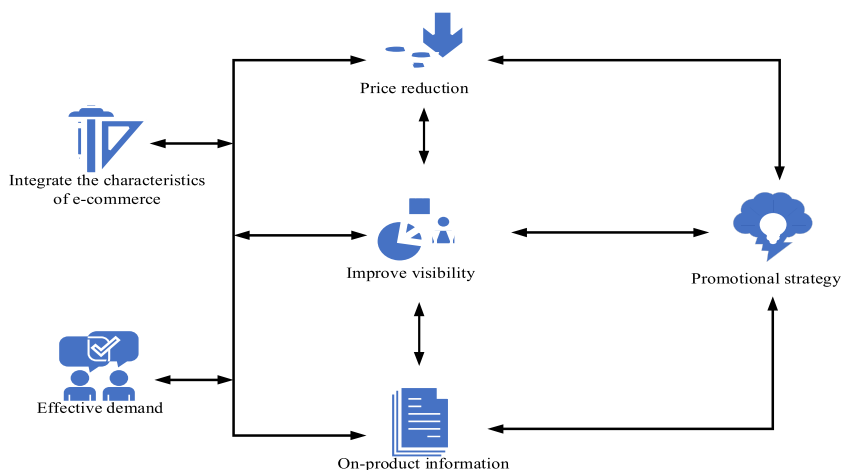 Price reduction
Integrate the characteristics
of e-commerce
Improve visibility
Promotional strategy
Effective demand
On-product information